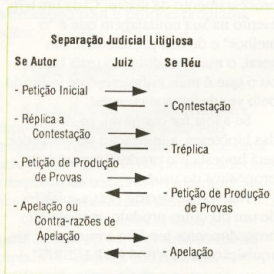 Separação Judicial Litigiosa
Se Autor Juiz Se Réu
- Petição Inicial
- Contestação
- Réplica a
Contestação
- Tréplica
- Petição de Produção
de Provas
- Petição de Produção
de Provas
- Apelação ou
Contra-razões de
Apelação
- Apelação